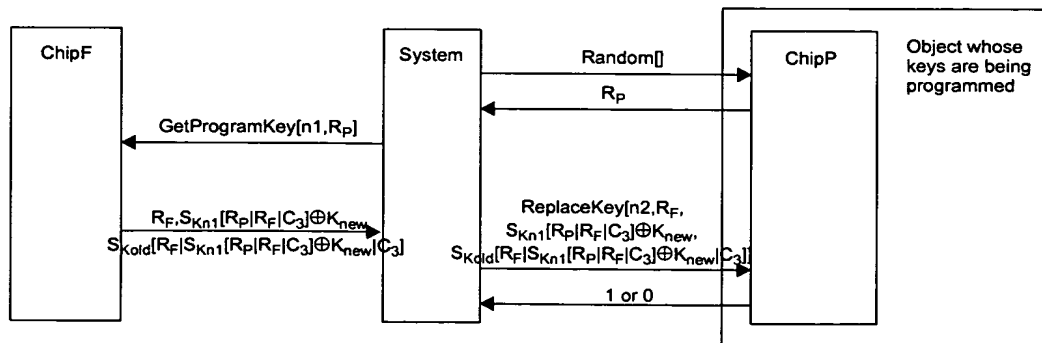 ChipF
System
ChipP
Object whose
keys are being
programmed
Random[]
R_P
GetProgramKey[n1,R_P]
R_F,S_Kn1[R_P|R_F|C_3]⊕K_new
S_Kold[R_F|S_Kn1[R_P|R_F|C_3]⊕K_new|C_3]
ReplaceKey[n2,R_F,
S_Kn1[R_P|R_F|C_3]⊕K_new,
S_Kold[R_F|S_Kn1[R_P|R_F|C_3]⊕K_new|C_3]]
1 or 0